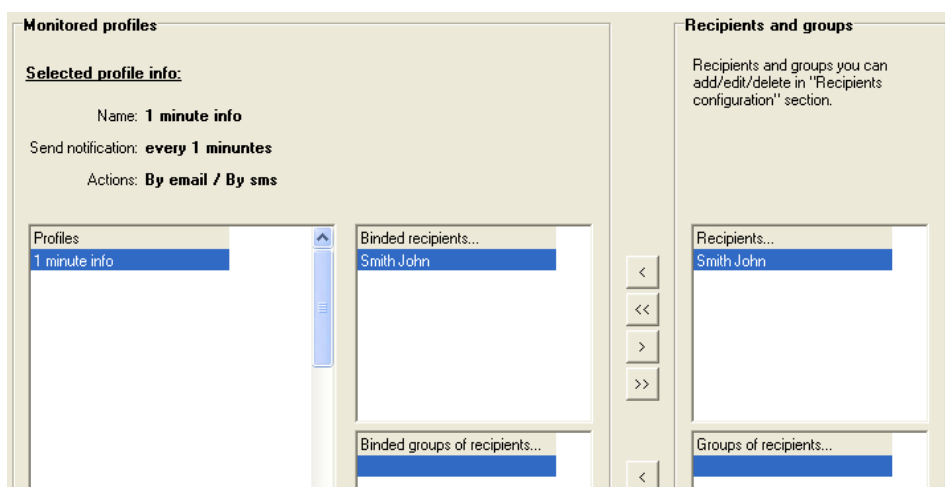 Monitored profiles
Selected profile info:
Name: 1 minute info
Send notification: every 1 minuntes
Actions: By email / By sms
Profiles
1 minute info
Binded recipients...
Smith John
Binded groups of recipients...
<
<<
>
>>
<
Recipients and groups
Recipients and groups you can
add/edit/delete in "Recipients
configuration" section.
Recipients...
Smith John
Groups of recipients...